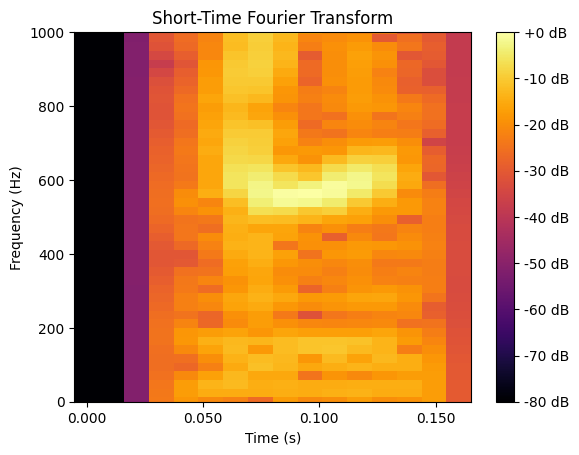 Short-Time Fourier Transform
1000
800
600
400
200
0
Frequency (Hz)
0.000
0.050
0.100
0.150
Time (s)
+0 dB
-10 dB
-20 dB
-30 dB
-40 dB
-50 dB
-60 dB
-70 dB
-80 dB